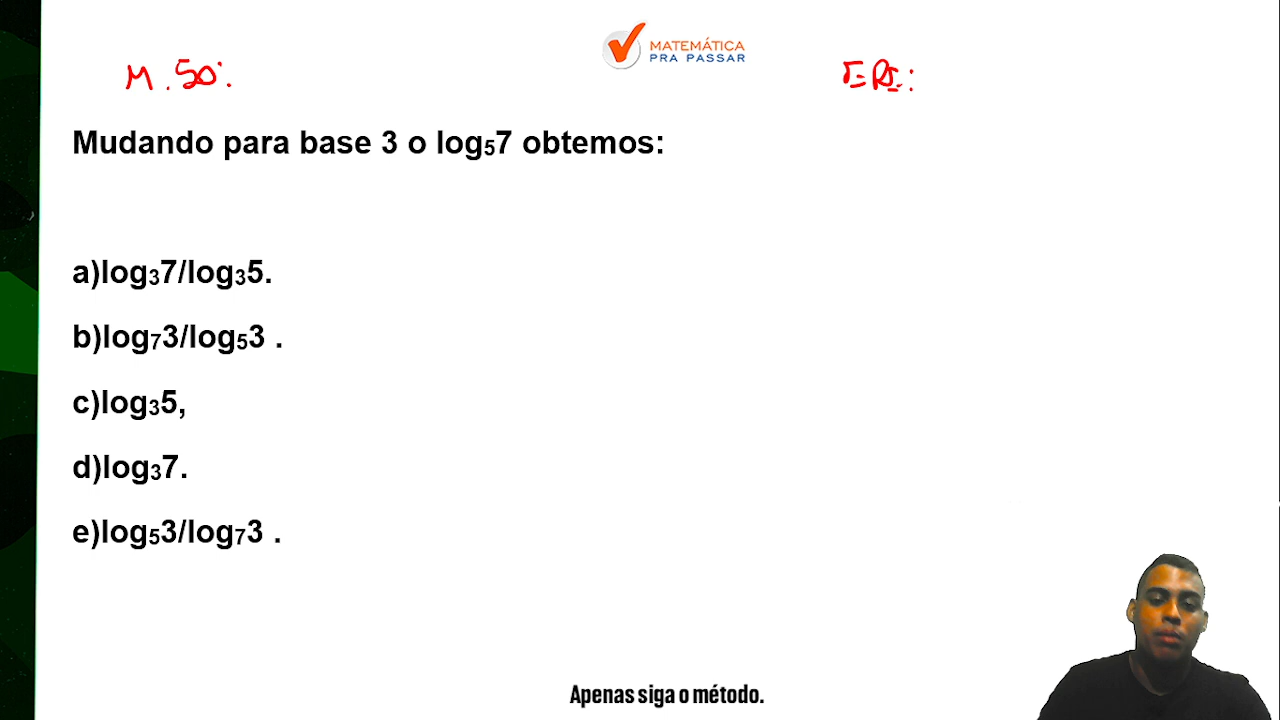 MATEMÁTICA
PRA PASSAR
M. 50:
Mudando para base 3 o log₅7 obtemos:
a)log₃7/log₃5.
b)log₇3/log₅3 .
c)log₃5,
d)log₃7.
e)log₅3/log₇3 .
Apenas siga o método.